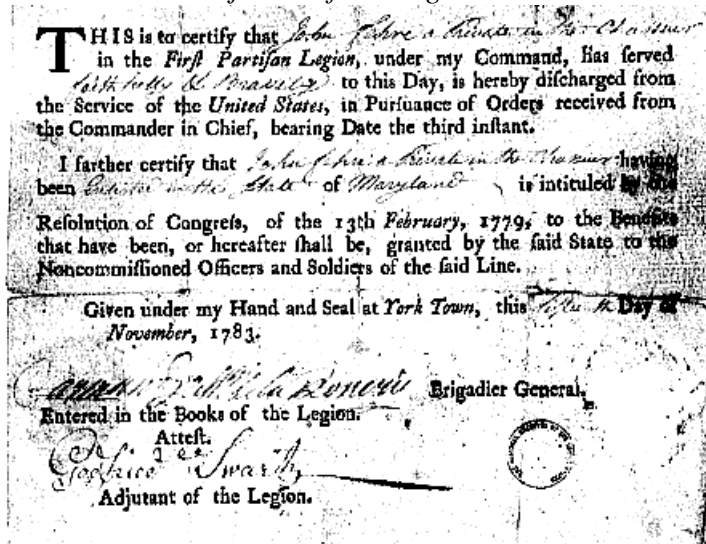 THIS is to certify that John Fehr a Private in the Chasseur
in the Firſt Partiſan Legion, under my Command, has ſerved
faithfully & Bravely to this Day, is hereby diſcharged from
the Service of the United States, in Purſuance of Orders received from
the Commander in Chief, bearing Date the third inſtant.
I farther certify that John a Private in the having
been in the State of Maryland is intituled by the
Reſolution of Congreſs, of the 13th February, 1779, to the Benefits
that have been, or hereafter ſhall be, granted by the ſaid State to the
Noncommiſſioned Officers and Soldiers of the ſaid Line.
Given under my Hand and Seal at York Town, this Day of
November, 1783.
Brigadier General.
Entered in the Books of the Legion.
Atteſt.
Swartz
Adjutant of the Legion.